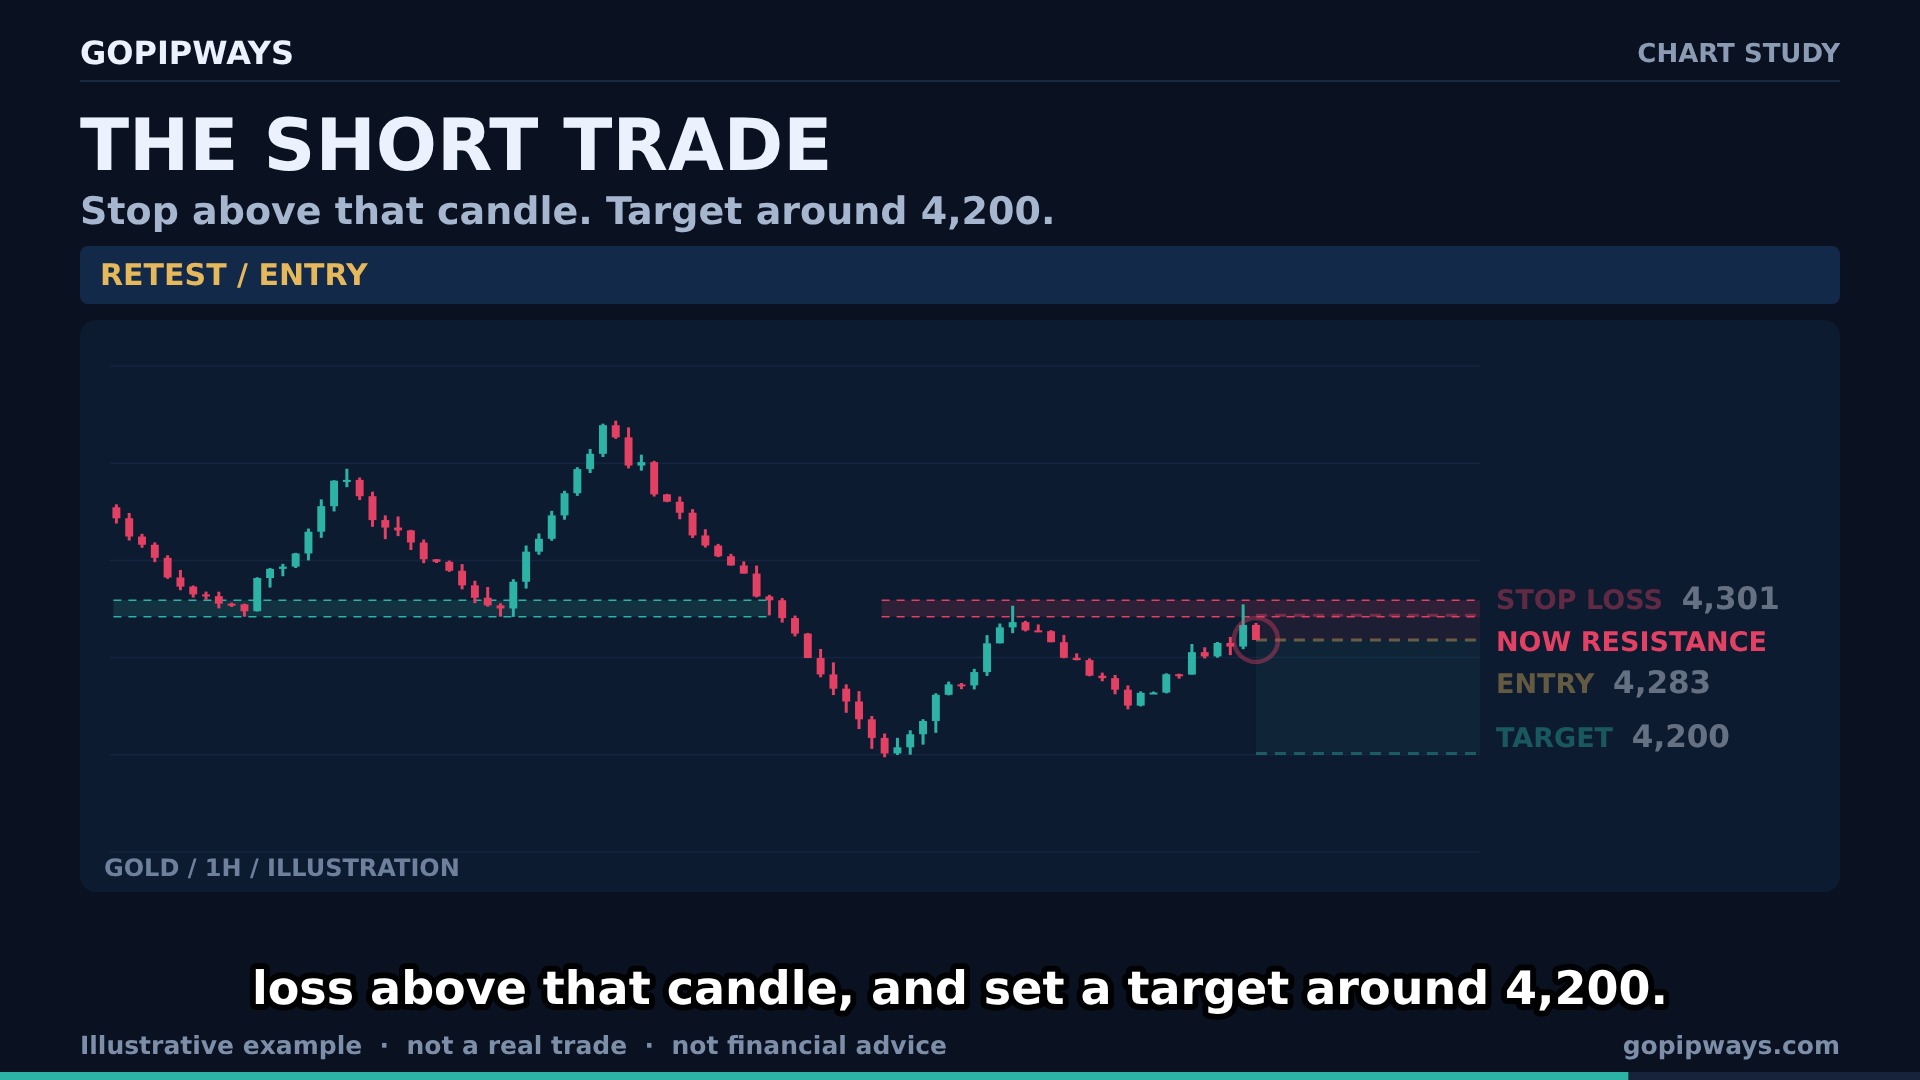 GOPIPWAYS
CHART STUDY
THE SHORT TRADE
Stop above that candle. Target around 4,200.
RETEST / ENTRY
STOP LOSS 4,301
NOW RESISTANCE
ENTRY 4,283
TARGET 4,200
GOLD / 1H / ILLUSTRATION
loss above that candle, and set a target around 4,200.
Illustrative example · not a real trade · not financial advice
gopipways.com